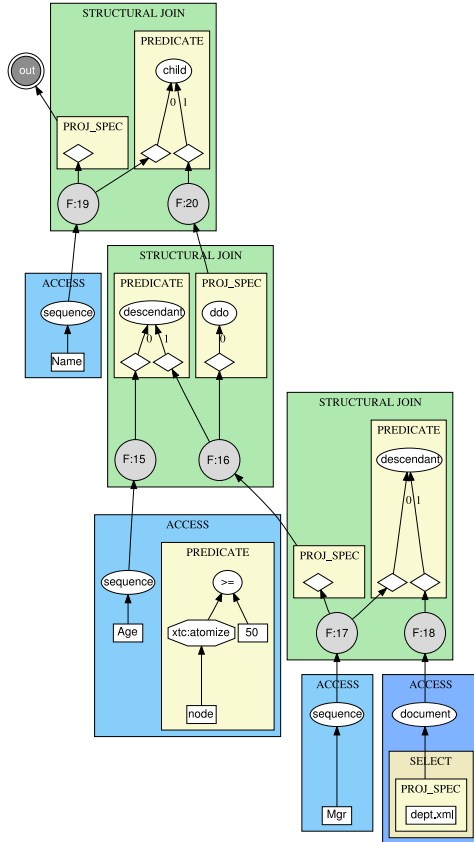 STRUCTURAL JOIN
PREDICATE
out
child
0 1
PROJ_SPEC
F:19
F:20
STRUCTURAL JOIN
ACCESS
PREDICATE
PROJ_SPEC
sequence
descendant
ddo
0 1
0
Name
STRUCTURAL JOIN
PREDICATE
F:15
F:16
descendant
0 1
ACCESS
PREDICATE
PROJ_SPEC
sequence
>=
Age
xtc:atomize
50
F:17
F:18
ACCESS
ACCESS
node
sequence
document
SELECT
PROJ_SPEC
Mgr
dept.xml